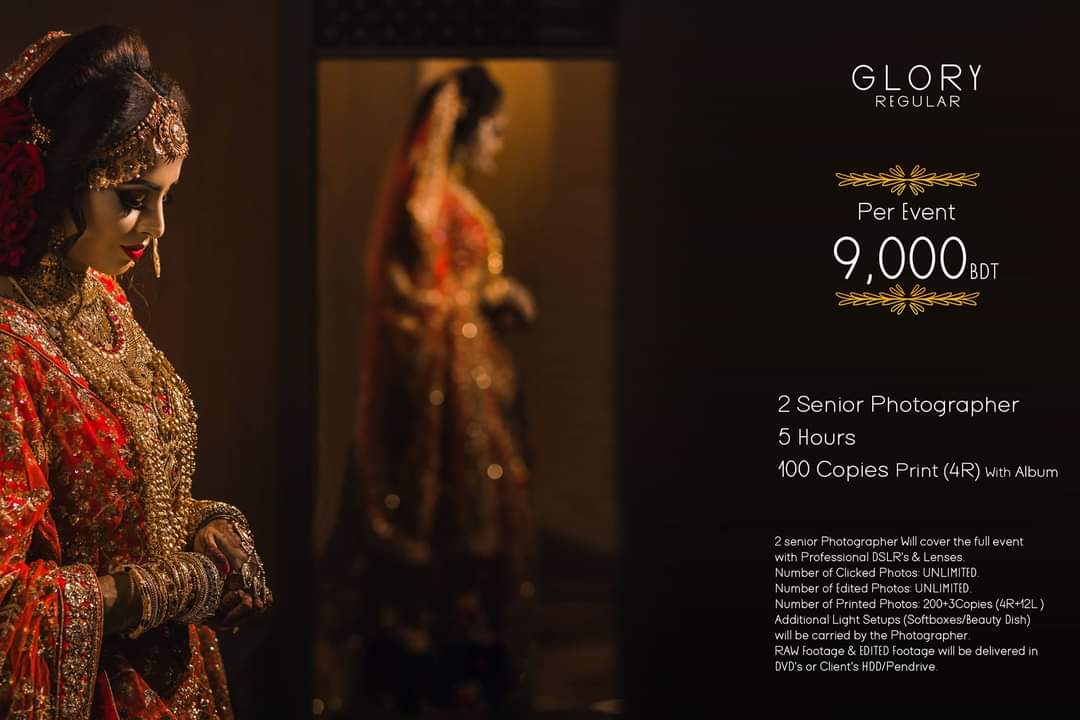 GLORY
REGULAR
Per Event
9,000 BDT
2 Senior Photographer
5 Hours
100 Copies Print (4R) With Album
2 senior Photographer Will cover the full event
with Professional DSLR's & Lenses.
Number of Clicked Photos: UNLIMITED.
Number of Edited Photos: UNLIMITED.
Number of Printed Photos: 200+3Copies (4R+12L )
Additional Light Setups (Softboxes/Beauty Dish)
will be carried by the Photographer.
RAW Footage & EDITED Footage will be delivered in
DVD's or Client's HDD/Pendrive.